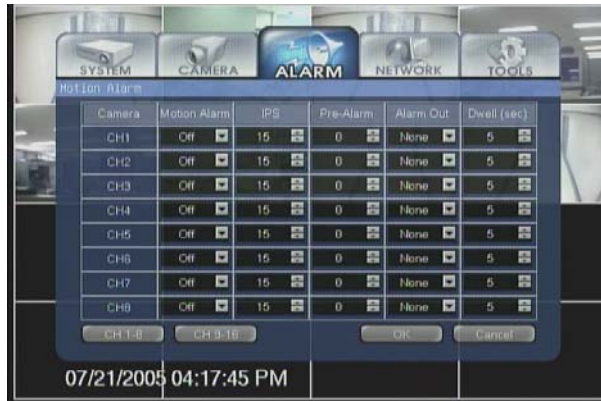 SYSTEM CAMERA ALARM NETWORK TOOLS
Motion Alarm
Camera Motion Alarm IPS Pre-Alarm Alarm Out Dwell (sec)
CH1 Off 15 0 None 5
CH2 Off 15 0 None 5
CH3 Off 15 0 None 5
CH4 Off 15 0 None 5
CH5 Off 15 0 None 5
CH6 Off 15 0 None 5
CH7 Off 15 0 None 5
CH8 Off 15 0 None 5
CH 1-8 CH 9-16 OK Cancel
07/21/2005 04:17:45 PM